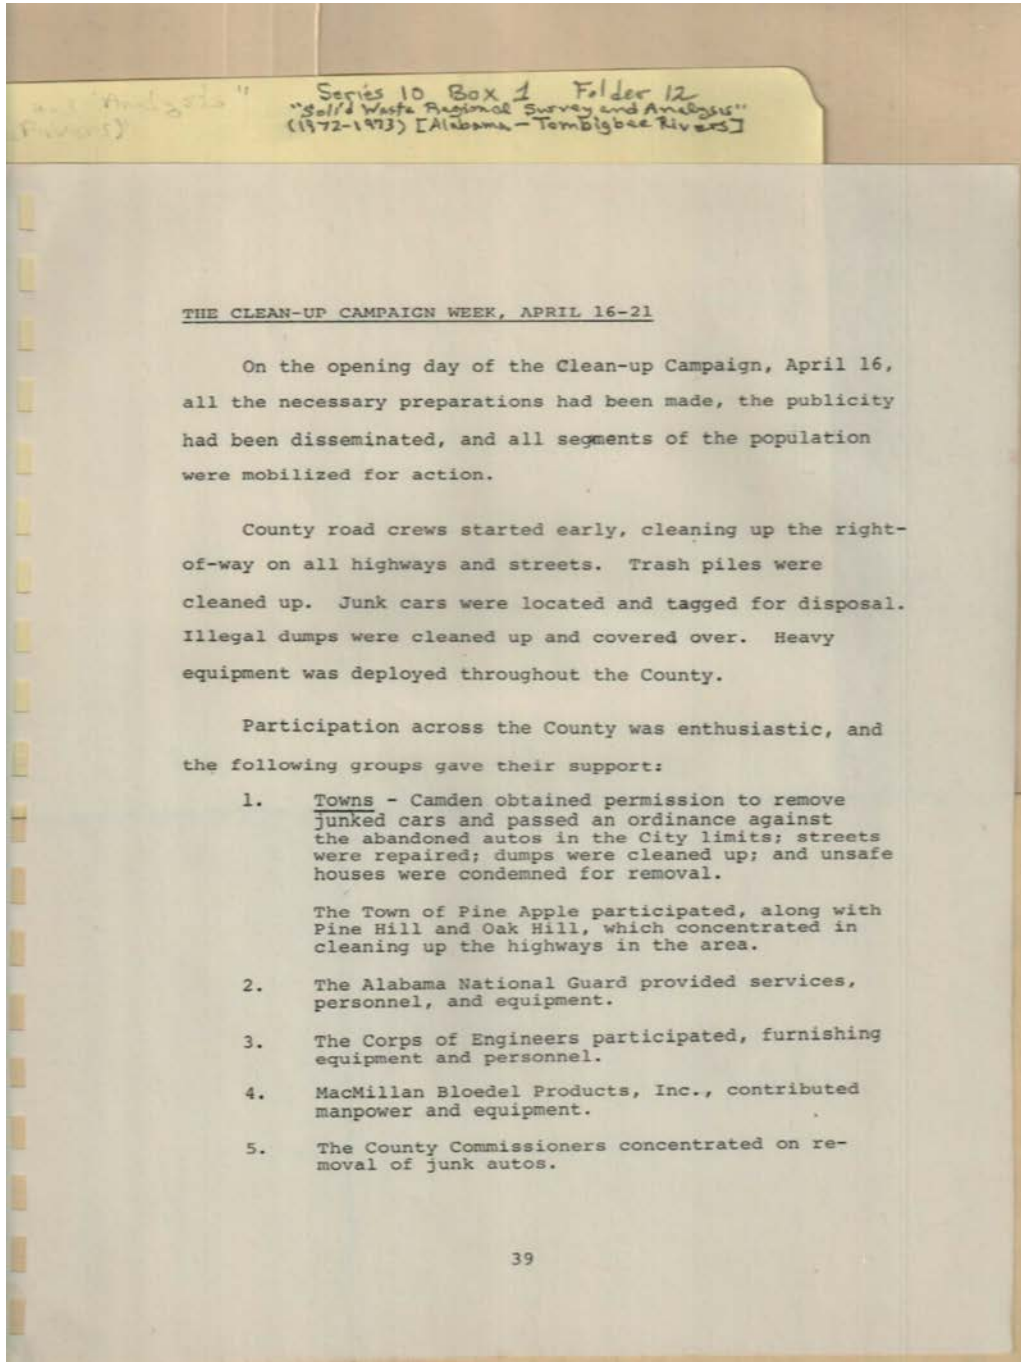 and Analysis"
Rivers)
Series 10 Box 1 Folder 12
"Solid Waste Regional Survey and Analysis"
(1972-1973) [Alabama-Tombigbee Rivers]
THE CLEAN-UP CAMPAIGN WEEK, APRIL 16-21
On the opening day of the Clean-up Campaign, April 16,
all the necessary preparations had been made, the publicity
had been disseminated, and all segments of the population
were mobilized for action.
County road crews started early, cleaning up the right-
of-way on all highways and streets. Trash piles were
cleaned up. Junk cars were located and tagged for disposal.
Illegal dumps were cleaned up and covered over. Heavy
equipment was deployed throughout the County.
Participation across the County was enthusiastic, and
the following groups gave their support:
1. Towns - Camden obtained permission to remove
junked cars and passed an ordinance against
the abandoned autos in the City limits; streets
were repaired; dumps were cleaned up; and unsafe
houses were condemned for removal.
The Town of Pine Apple participated, along with
Pine Hill and Oak Hill, which concentrated in
cleaning up the highways in the area.
2. The Alabama National Guard provided services,
personnel, and equipment.
3. The Corps of Engineers participated, furnishing
equipment and personnel.
4. MacMillan Bloedel Products, Inc., contributed
manpower and equipment.
5. The County Commissioners concentrated on re-
moval of junk autos.
39